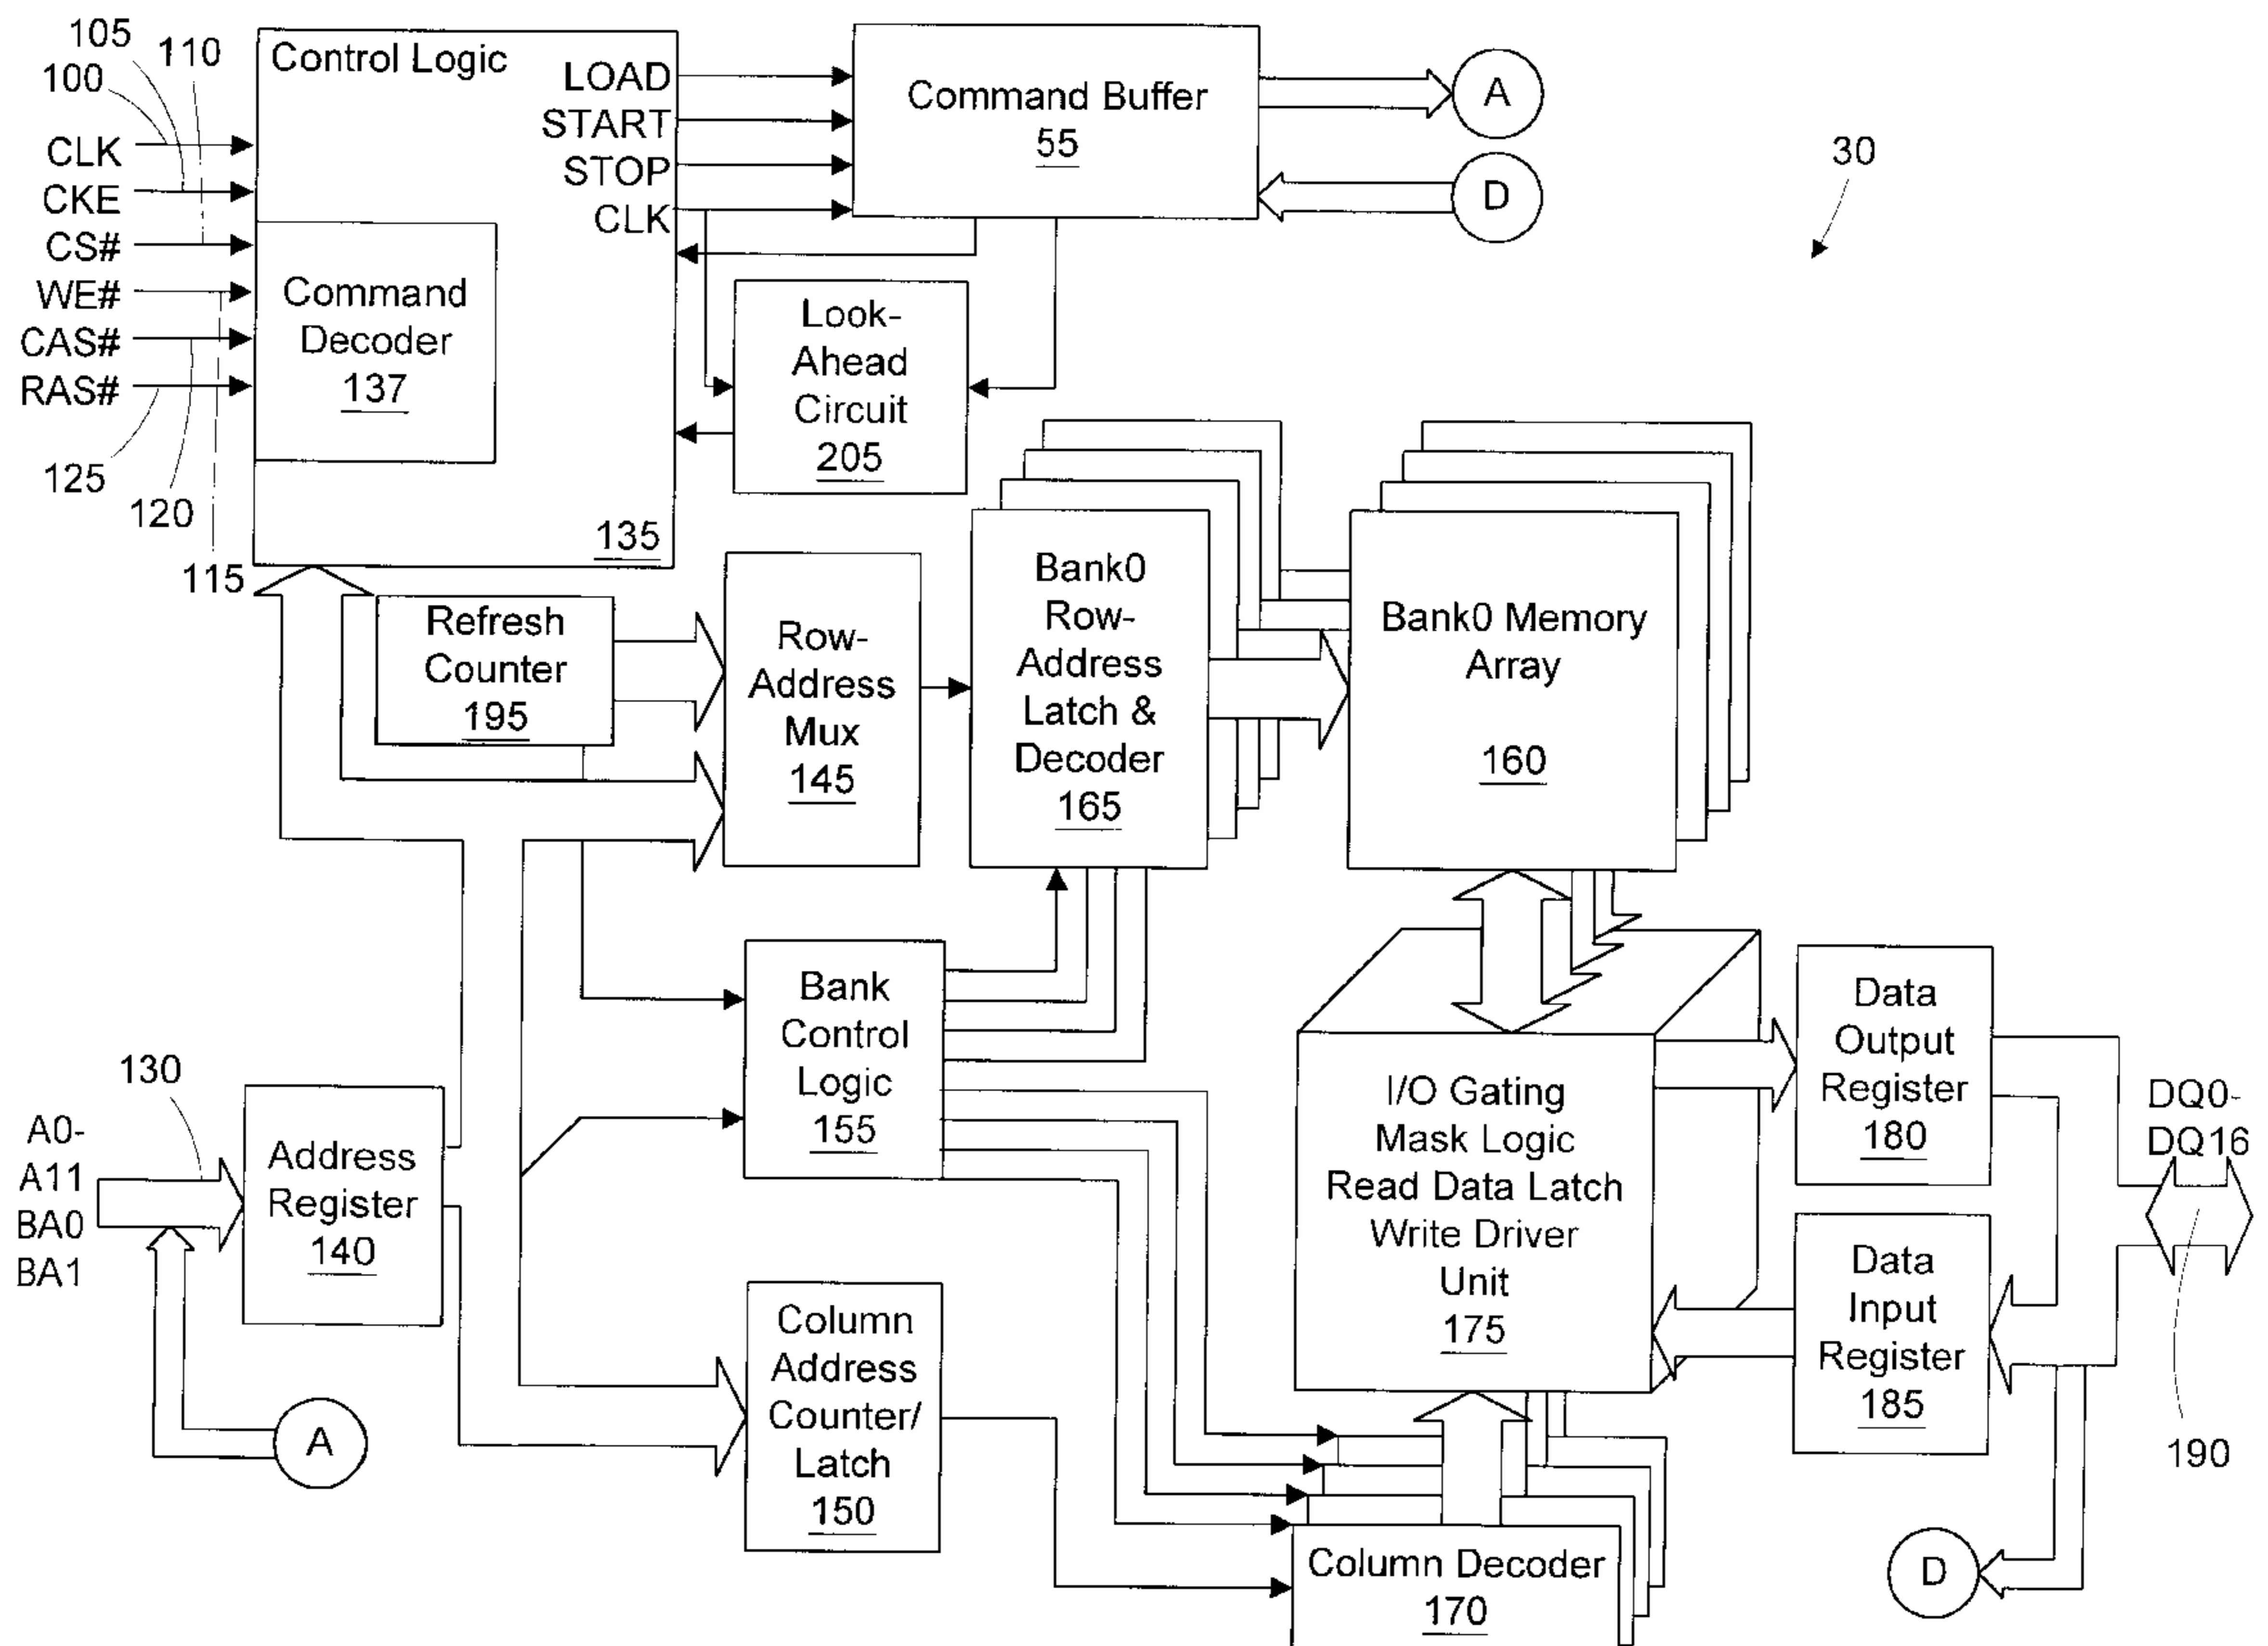 105
110
100
CLK
CKE
CS#
WE#
CAS#
RAS#
125
120
115
Control Logic
LOAD
START
STOP
CLK
Command
Decoder
137
135
Command Buffer
55
A
D
30
Look-
Ahead
Circuit
205
Refresh
Counter
195
Row-
Address
Mux
145
Bank0
Row-
Address
Latch &
Decoder
165
Bank0 Memory
Array
160
Bank
Control
Logic
155
130
A0-
A11
BA0
BA1
Address
Register
140
A
Column
Address
Counter/
Latch
150
I/O Gating
Mask Logic
Read Data Latch
Write Driver
Unit
175
Data
Output
Register
180
DQ0-
DQ16
Data
Input
Register
185
190
Column Decoder
170
D